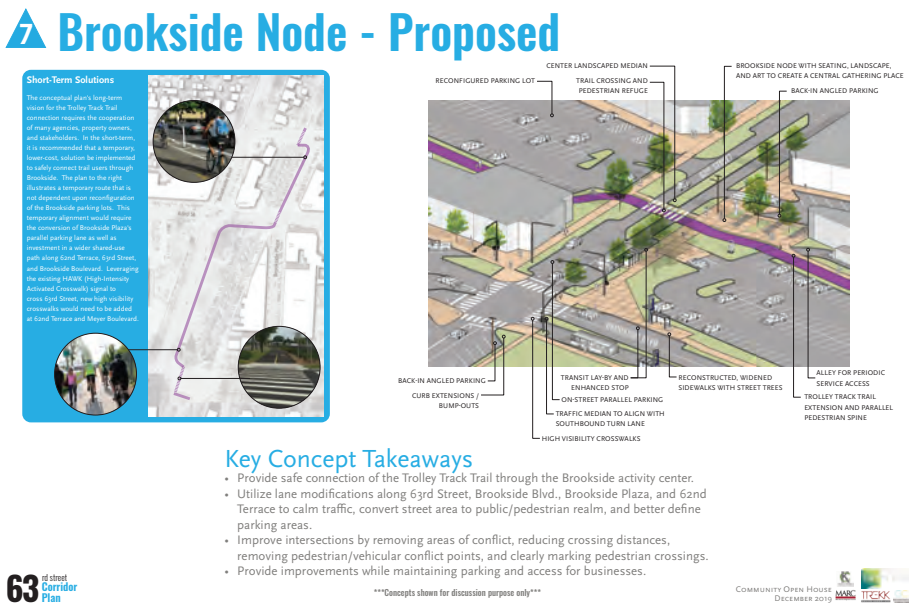 7 Brookside Node - Proposed
Short-Term Solutions
The conceptual plan's long-term
vision for the Trolley Track Trail
connection requires the cooperation
of many agencies, property owners,
and stakeholders. In the short-term,
it is recommended that a temporary,
lower-cost, solution be implemented
to safely connect trail users through
Brookside. The plan to the right
illustrates a temporary route that is
not dependent upon reconfiguration
of the Brookside parking lots. This
temporary alignment would require
the conversion of Brookside Plaza's
parallel parking lane as well as
investment in a wider shared-use
path along 62nd Terrace, 63rd Street,
and Brookside Boulevard. Leveraging
the existing HAWK (High-Intensity
Activated Crosswalk) signal to
cross 63rd Street, new high visibility
crosswalks would need to be added
at 62nd Terrace and Meyer Boulevard.
CENTER LANDSCAPED MEDIAN
RECONFIGURED PARKING LOT
TRAIL CROSSING AND
PEDESTRIAN REFUGE
BROOKSIDE NODE WITH SEATING, LANDSCAPE,
AND ART TO CREATE A CENTRAL GATHERING PLACE
BACK-IN ANGLED PARKING
BACK-IN ANGLED PARKING
CURB EXTENSIONS /
BUMP-OUTS
TRANSIT LAY-BY AND
ENHANCED STOP
ON-STREET PARALLEL PARKING
TRAFFIC MEDIAN TO ALIGN WITH
SOUTHBOUND TURN LANE
HIGH VISIBILITY CROSSWALKS
RECONSTRUCTED, WIDENED
SIDEWALKS WITH STREET TREES
ALLEY FOR PERIODIC
SERVICE ACCESS
TROLLEY TRACK TRAIL
EXTENSION AND PARALLEL
PEDESTRIAN SPINE
Key Concept Takeaways
• Provide safe connection of the Trolley Track Trail through the Brookside activity center.
• Utilize lane modifications along 63rd Street, Brookside Blvd., Brookside Plaza, and 62nd
Terrace to calm traffic, convert street area to public/pedestrian realm, and better define
parking areas.
• Improve intersections by removing areas of conflict, reducing crossing distances,
removing pedestrian/vehicular conflict points, and clearly marking pedestrian crossings.
• Provide improvements while maintaining parking and access for businesses.
63rd street
Corridor
Plan
***Concepts shown for discussion purpose only***
COMMUNITY OPEN HOUSE
DECEMBER 2019
MARC
TREKK